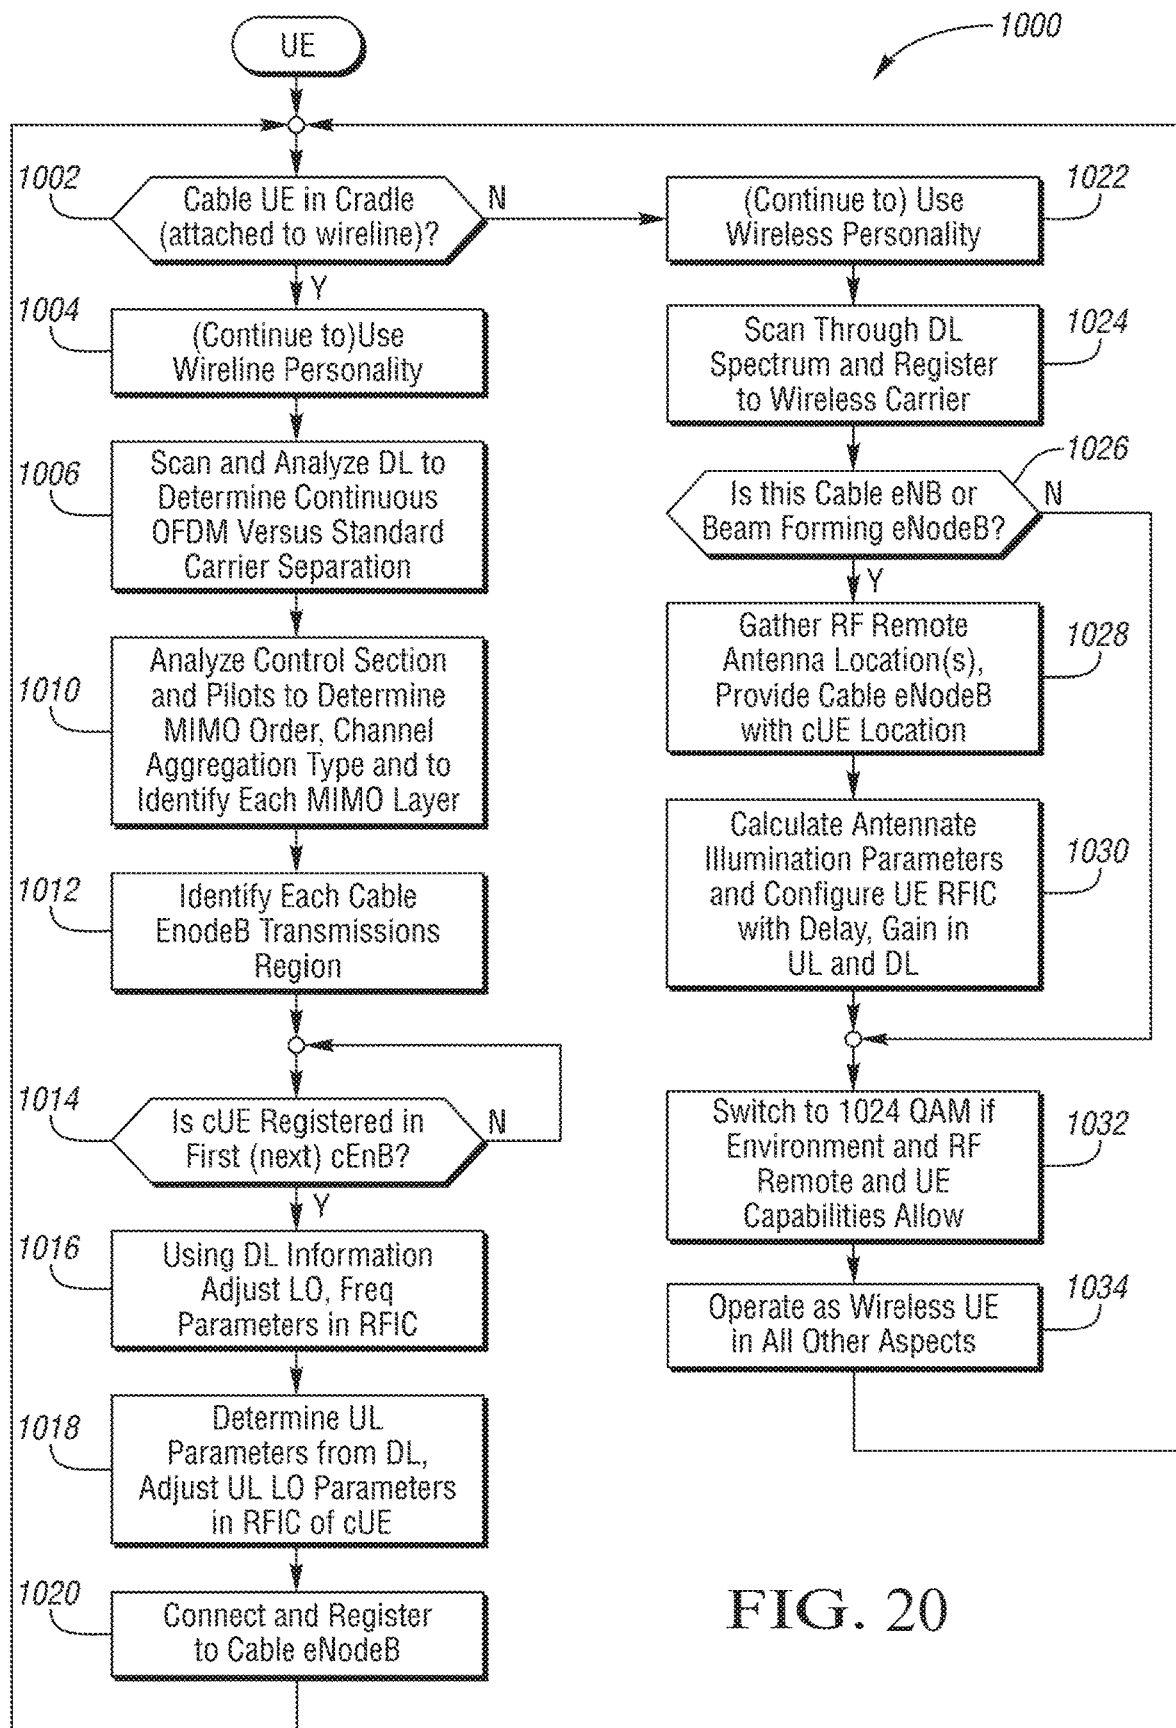 UE
1000
1002
Cable UE in Cradle
(attached to wireline)?
N
Y
1004
(Continue to)Use
Wireline Personality
1006
Scan and Analyze DL to
Determine Continuous
OFDM Versus Standard
Carrier Separation
1010
Analyze Control Section
and Pilots to Determine
MIMO Order, Channel
Aggregation Type and to
Identify Each MIMO Layer
1012
Identify Each Cable
EnodeB Transmissions
Region
1014
Is cUE Registered in
First (next) cEnB?
N
Y
1016
Using DL Information
Adjust LO, Freq
Parameters in RFIC
1018
Determine UL
Parameters from DL,
Adjust UL LO Parameters
in RFIC of cUE
1020
Connect and Register
to Cable eNodeB
1022
(Continue to) Use
Wireless Personality
1024
Scan Through DL
Spectrum and Register
to Wireless Carrier
1026
Is this Cable eNB or
Beam Forming eNodeB?
N
Y
1028
Gather RF Remote
Antenna Location(s),
Provide Cable eNodeB
with cUE Location
1030
Calculate Antennate
Illumination Parameters
and Configure UE RFIC
with Delay, Gain in
UL and DL
1032
Switch to 1024 QAM if
Environment and RF
Remote and UE
Capabilities Allow
1034
Operate as Wireless UE
in All Other Aspects
FIG. 20